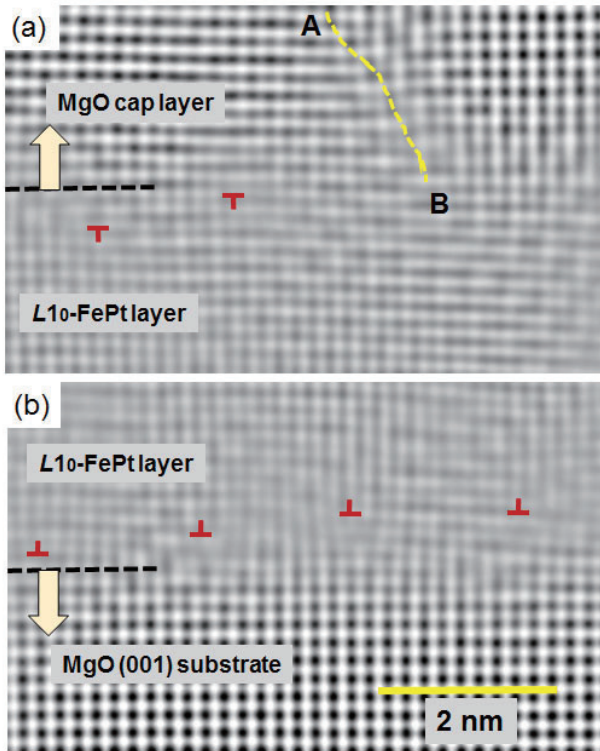 (a)
A
MgO cap layer
B
L10-FePt layer
(b)
L10-FePt layer
MgO (001) substrate
2 nm